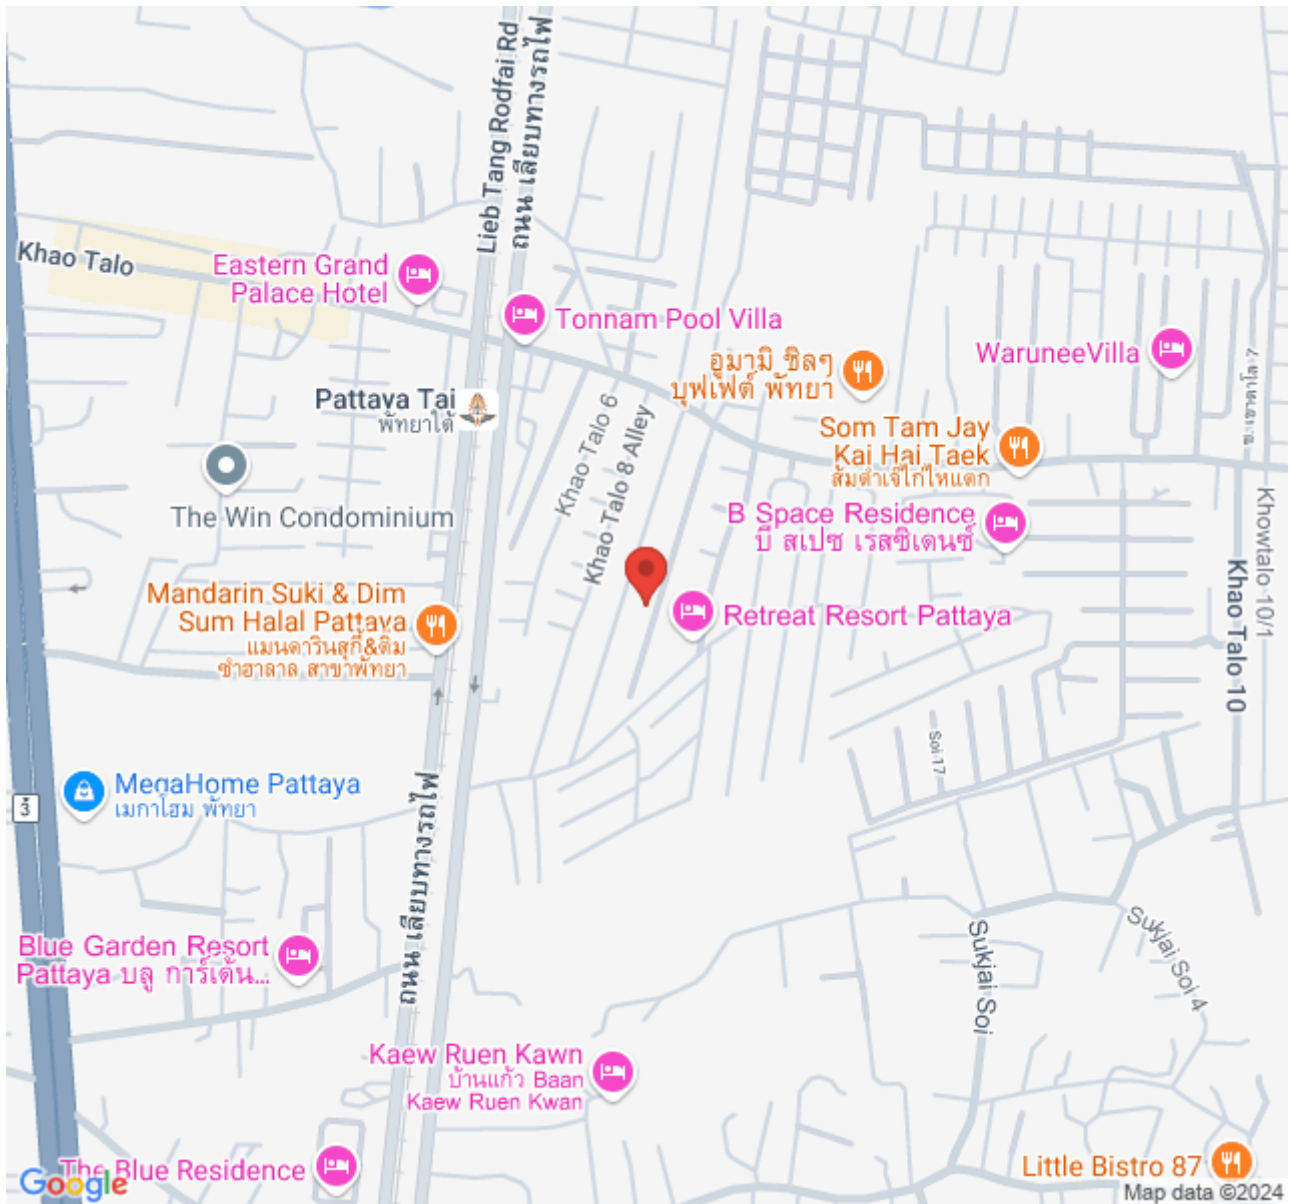 Lieb Tang Rodfai Rd
ถนน เลียบทางรถไฟ
Khao Talo
Eastern Grand
Palace Hotel
Tonnam Pool Villa
อูมามิ ชิลๆ
บุฟเฟต์ พัทยา
WaruneeVilla
Pattaya Tai
พัทยาใต้
Khao Talo 6
Khao Talo 8 Alley
Som Tam Jay
Kai Hai Taek
ส้มตำเจ๊ไก่ไหแตก
The Win Condominium
B Space Residence
บี สเปซ เรสซิเดนซ์
Khowtalo 10/1
Khao Talo 10
Mandarin Suki & Dim
Sum Halal Pattaya
แมนดารินสุกี้&ติ่ม
ซำฮาลาล สาขาพัทยา
Retreat Resort Pattaya
Soi 17
MegaHome Pattaya
เมกาโฮม พัทยา
3
ถนน เลียบทางรถไฟ
Blue Garden Resort
Pattaya บลู การ์เด้น...
Sukjai Soi
Sukjai Soi 4
Kaew Ruen Kawn
บ้านแก้ว Baan
Kaew Ruen Kwan
The Blue Residence
Little Bistro 87
Google
Map data ©2024